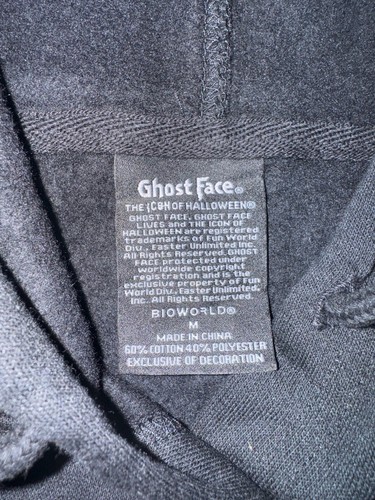 Ghost Face®
THE iCON OF HALLOWEEN®
GHOST FACE, GHOST FACE
LIVES and THE ICON OF
HALLOWEEN are registered
trademarks of Fun World
Div., Easter Unlimited Inc.
All Rights Reserved. GHOST
FACE protected under
worldwide copyright
registration and is the
exclusive property of Fun
World Div., Easter Unlimited,
Inc. All Rights Reserved.
BIOWORLD®
M
MADE IN CHINA
60% COTTON 40% POLYESTER
EXCLUSIVE OF DECORATION